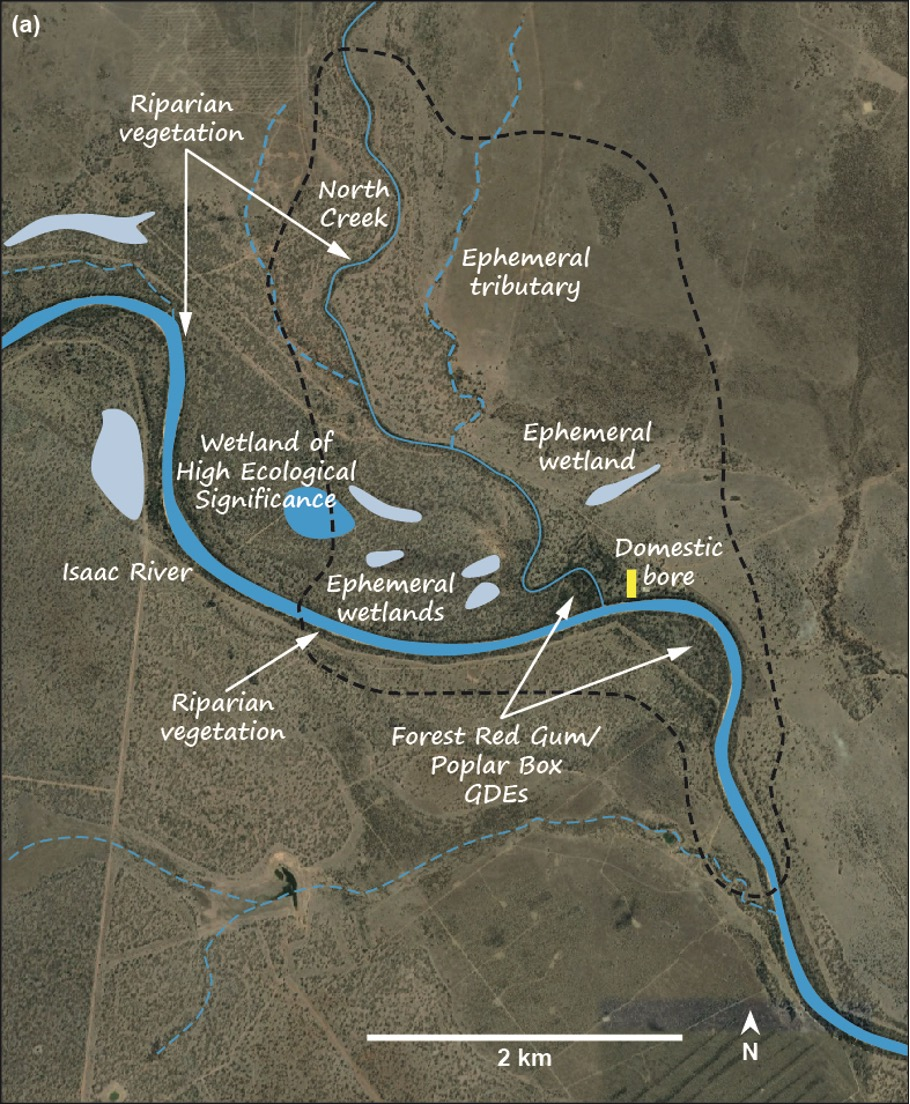 (a)
Riparian
vegetation
North
Creek
Ephemeral
tributary
Wetland of
High Ecological
Significance
Ephemeral
wetland
Isaac River
Domestic
bore
Ephemeral
wetlands
Riparian
vegetation
Forest Red Gum/
Poplar Box
GDEs
2 km
N